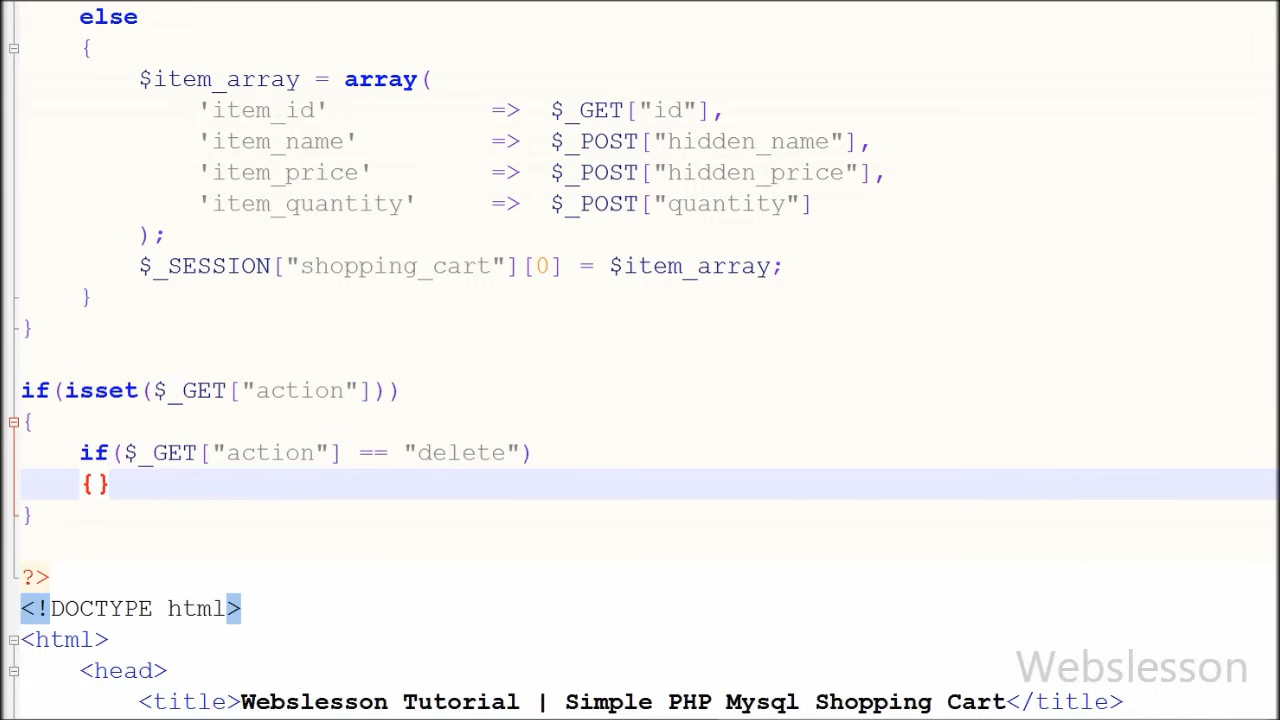 else
{
$item_array = array(
'item_id' => $_GET["id"],
'item_name' => $_POST["hidden_name"],
'item_price' => $_POST["hidden_price"],
'item_quantity' => $_POST["quantity"]
);
$_SESSION["shopping_cart"][0] = $item_array;
}
}
if(isset($_GET["action"]))
{
if($_GET["action"] == "delete")
{}
}
?>
<!DOCTYPE html>
<html>
<head>
<title>Webslesson Tutorial | Simple PHP Mysql Shopping Cart</title>
Webslesson